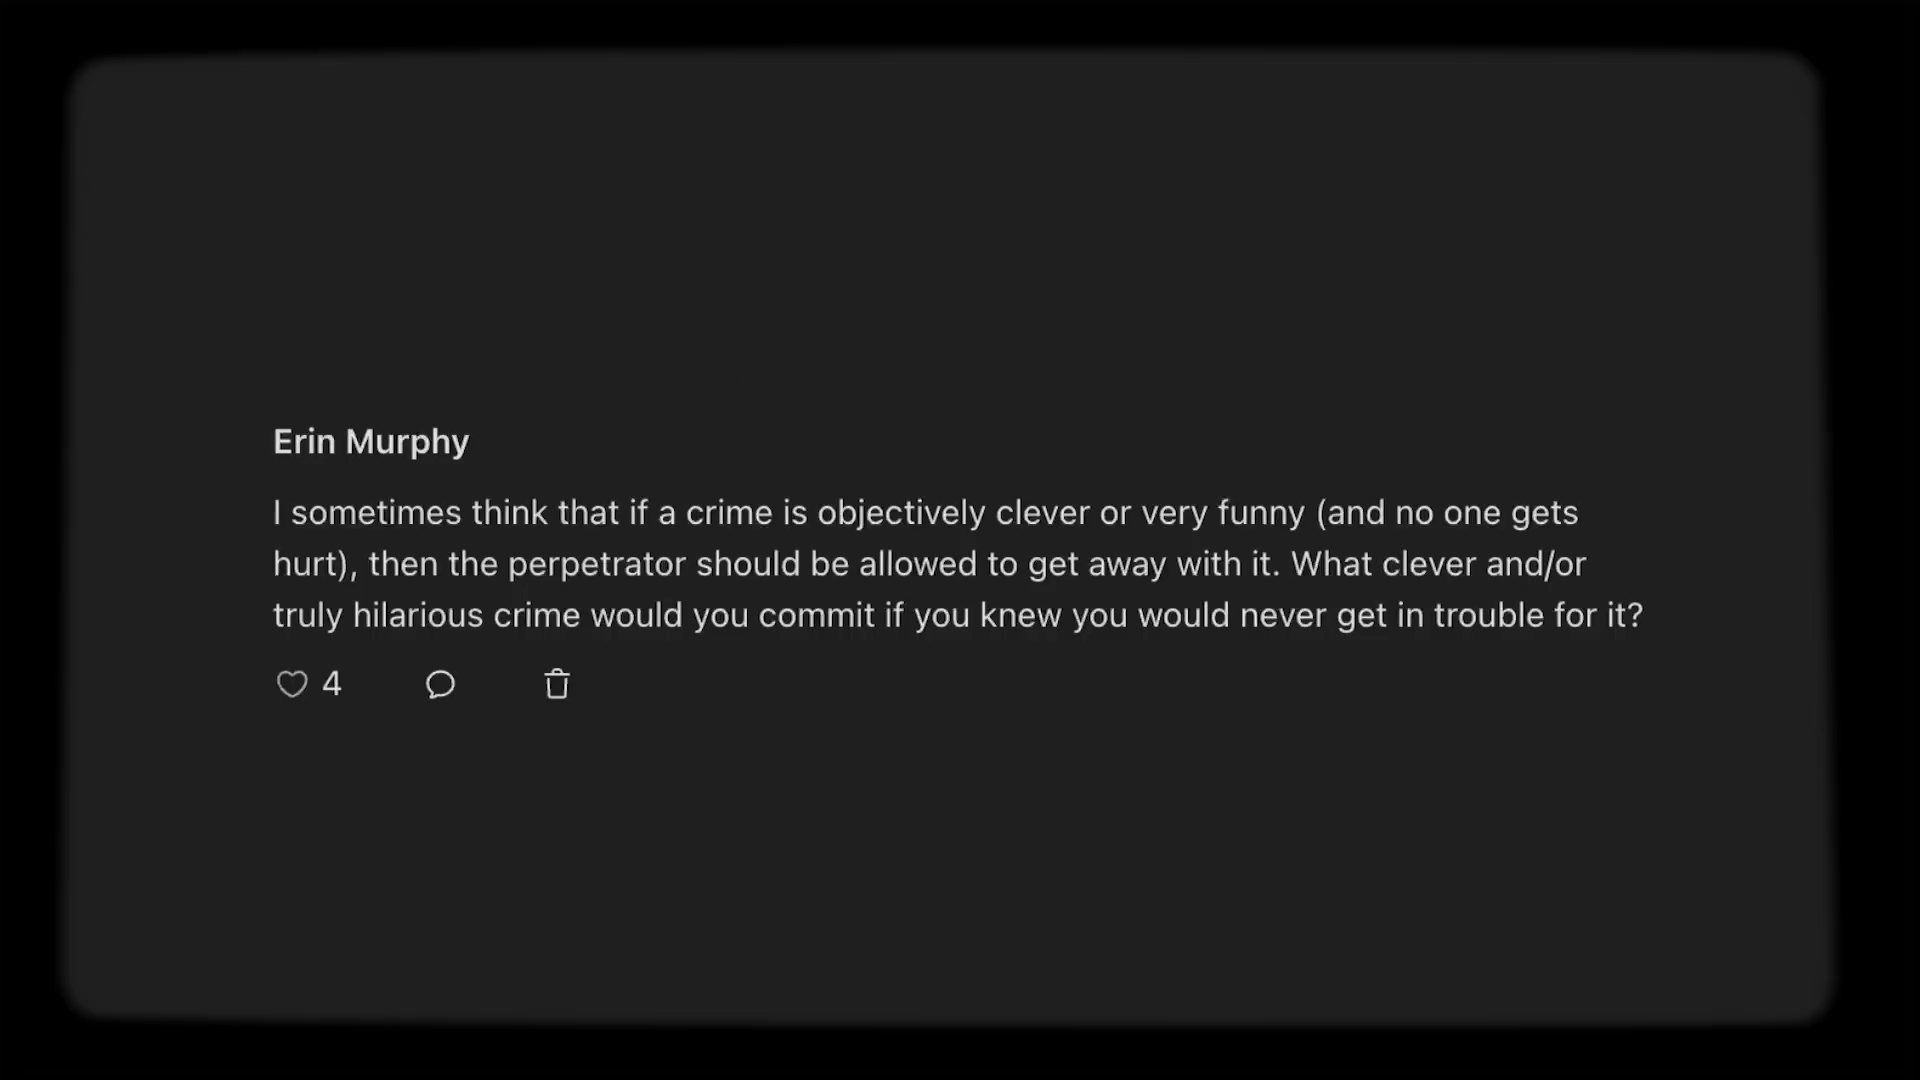 Erin Murphy
I sometimes think that if a crime is objectively clever or very funny (and no one gets
hurt), then the perpetrator should be allowed to get away with it. What clever and/or
truly hilarious crime would you commit if you knew you would never get in trouble for it?
4